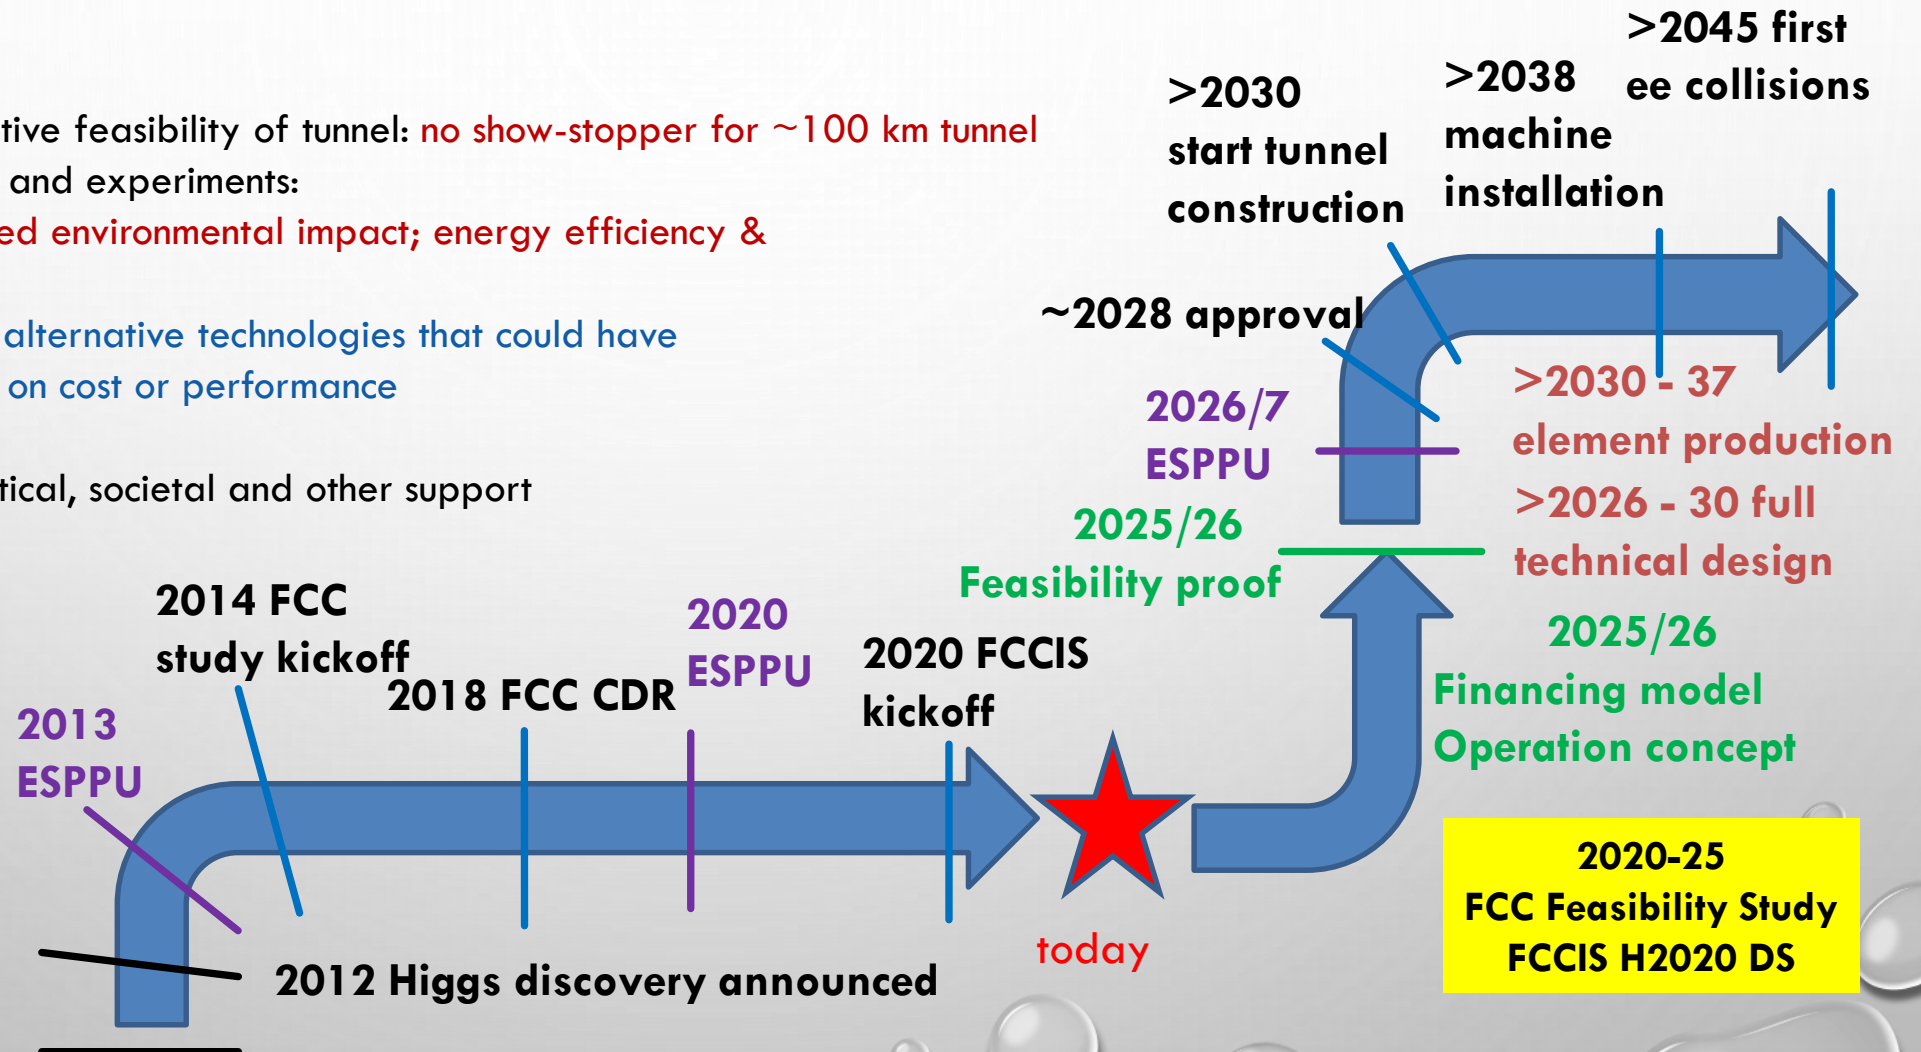 tive feasibility of tunnel: no show-stopper for ~100 km tunnel
and experiments:
ed environmental impact; energy efficiency &
alternative technologies that could have
on cost or performance
tical, societal and other support
>2045 first
ee collisions
>2038
machine
installation
>2030
start tunnel
construction
~2028 approval
2026/7
ESPPU
>2030 - 37
element production
>2026 - 30 full
technical design
2025/26
Feasibility proof
2025/26
Financing model
Operation concept
2014 FCC
study kickoff
2018 FCC CDR
2020
ESPPU
2020 FCCIS
kickoff
2013
ESPPU
2012 Higgs discovery announced
today
2020-25
FCC Feasibility Study
FCCIS H2020 DS